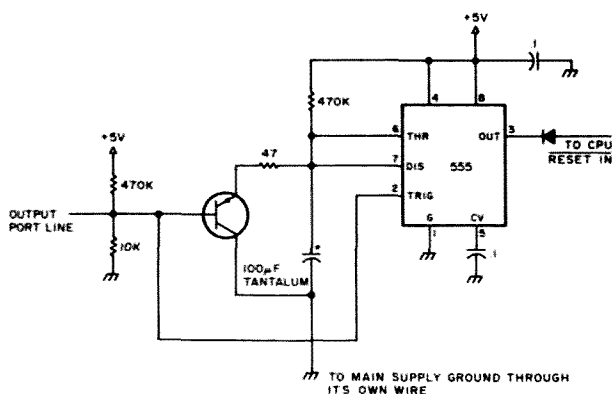 +5V
.1
470K
4
8
6
THR
OUT
3
TO CPU
RESET IN
+5V
47
7
DIS
555
470K
2
TRIG
OUTPUT
PORT LINE
G
CV
1
5
10K
+
100µF
TANTALUM
.1
TO MAIN SUPPLY GROUND THROUGH
ITS OWN WIRE